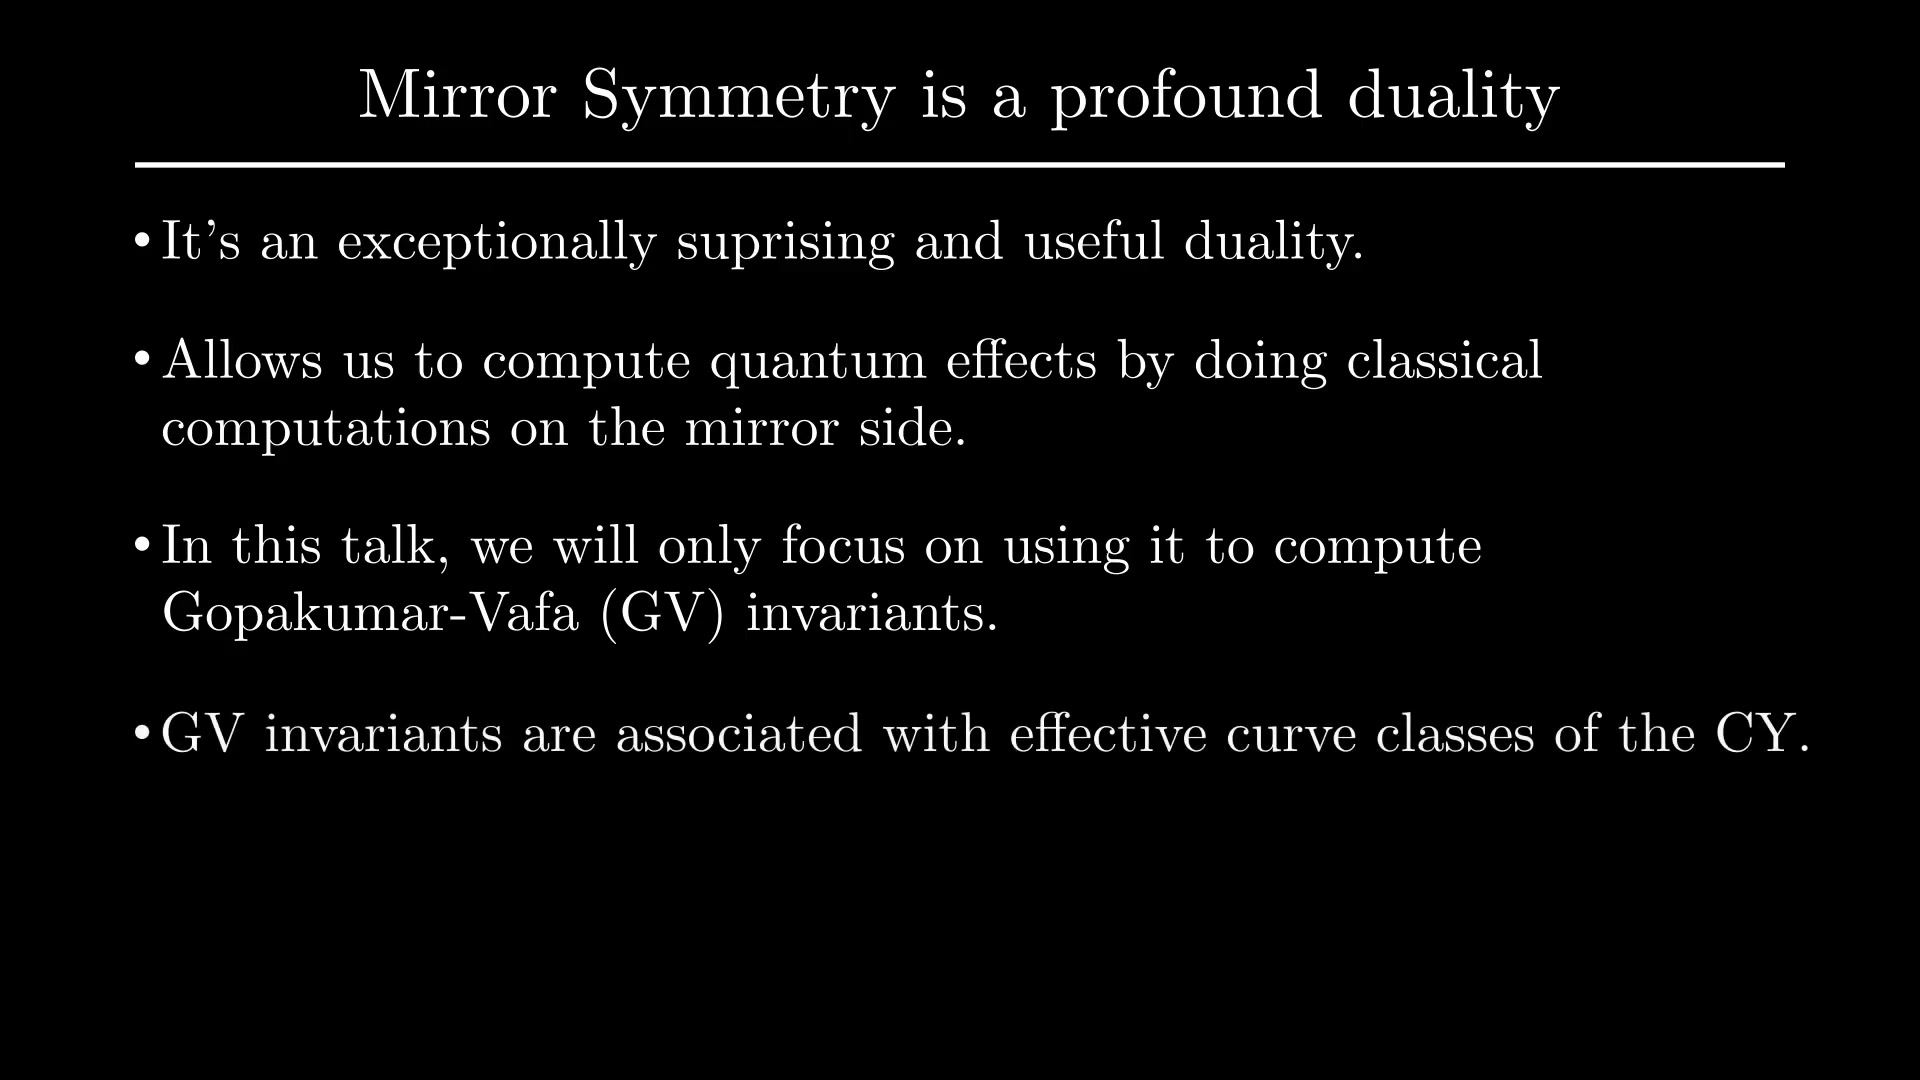 Mirror Symmetry is a profound duality
• It's an exceptionally suprising and useful duality.
• Allows us to compute quantum effects by doing classical
computations on the mirror side.
• In this talk, we will only focus on using it to compute
Gopakumar-Vafa (GV) invariants.
• GV invariants are associated with effective curve classes of the CY.